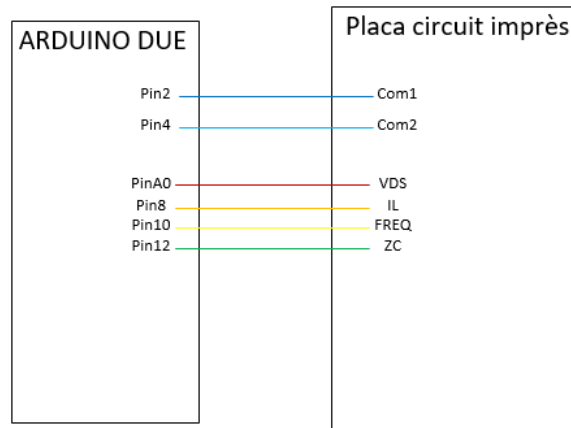 ARDUINO DUE
Placa circuit imprès
Pin2
Com1
Pin4
Com2
PinA0
VDS
Pin8
IL
Pin10
FREQ
Pin12
ZC